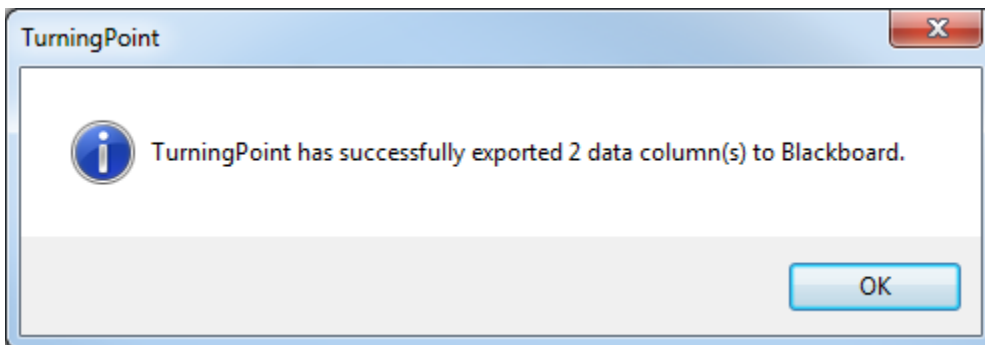 TurningPoint
TurningPoint has successfully exported 2 data column(s) to Blackboard.
OK